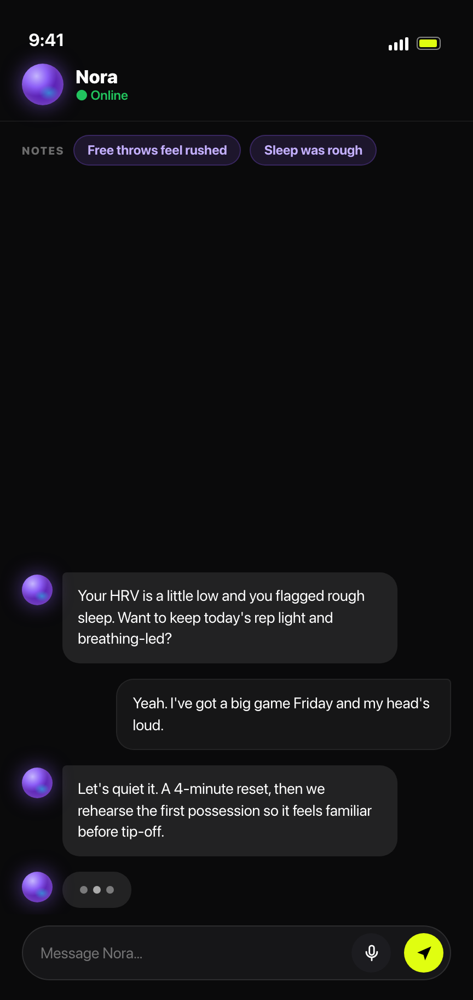 9:41
Nora
Online
NOTES
Free throws feel rushed
Sleep was rough
Your HRV is a little low and you flagged rough
sleep. Want to keep today's rep light and
breathing-led?
Yeah. I've got a big game Friday and my head's
loud.
Let's quiet it. A 4-minute reset, then we
rehearse the first possession so it feels familiar
before tip-off.
Message Nora...